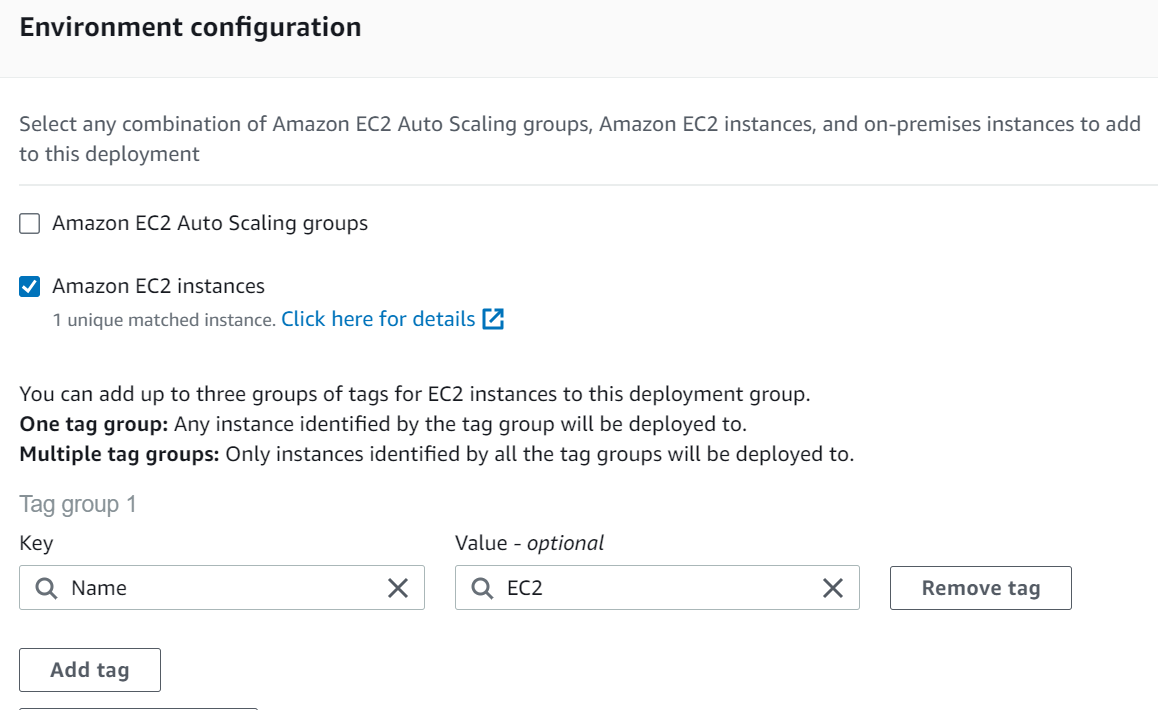 Environment configuration
Select any combination of Amazon EC2 Auto Scaling groups, Amazon EC2 instances, and on-premises instances to add
to this deployment
Amazon EC2 Auto Scaling groups
Amazon EC2 instances
1 unique matched instance. Click here for details
You can add up to three groups of tags for EC2 instances to this deployment group.
One tag group: Any instance identified by the tag group will be deployed to.
Multiple tag groups: Only instances identified by all the tag groups will be deployed to.
Tag group 1
Key Value - optional
Name EC2 Remove tag
Add tag